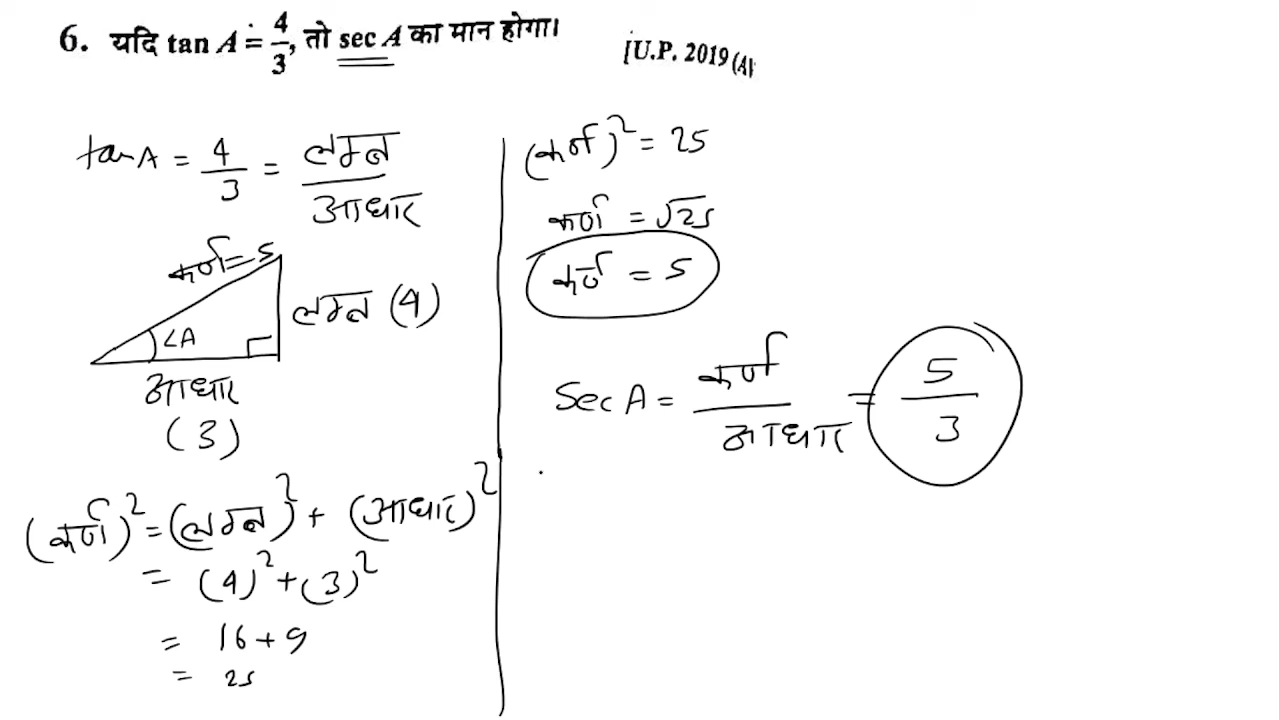 6. यदि tan A = 4/3, तो sec A का मान होगा।
[U.P. 2019 (A)
tan A = 4/3 = लम्ब/आधार
कर्ण = 5
∠A
लम्ब (4)
आधार
(3)
(कर्ण)² = (लम्ब)² + (आधार)²
= (4)² + (3)²
= 16 + 9
= 25
(कर्ण)² = 25
कर्ण = √25
कर्ण = 5
Sec A = कर्ण/आधार = 5/3